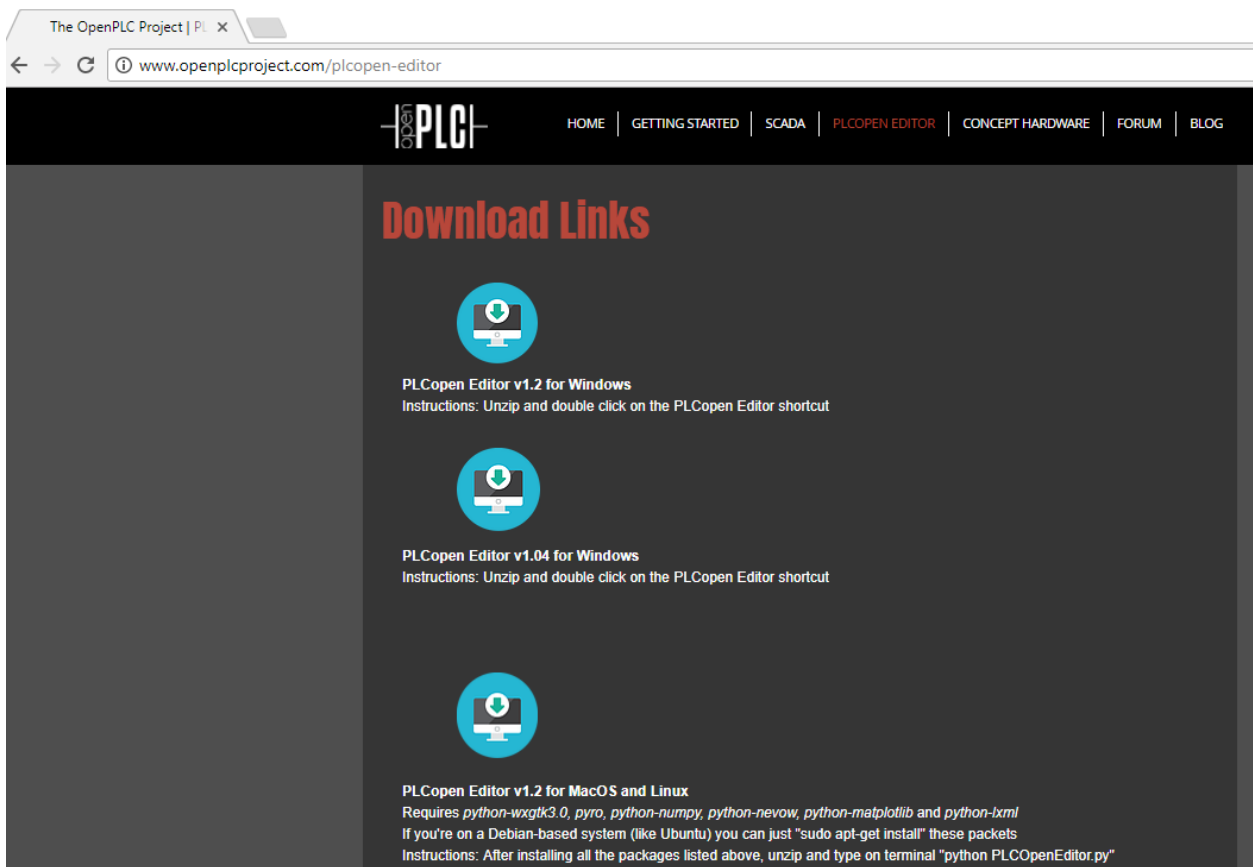 The OpenPLC Project | PL
www.openplcproject.com/plcopen-editor
open PLC
HOME GETTING STARTED SCADA PLCOPEN EDITOR CONCEPT HARDWARE FORUM BLOG
Download Links
PLCopen Editor v1.2 for Windows
Instructions: Unzip and double click on the PLCopen Editor shortcut
PLCopen Editor v1.04 for Windows
Instructions: Unzip and double click on the PLCopen Editor shortcut
PLCopen Editor v1.2 for MacOS and Linux
Requires python-wxgtk3.0, pyro, python-numpy, python-nevow, python-matplotlib and python-lxml
If you're on a Debian-based system (like Ubuntu) you can just "sudo apt-get install" these packets
Instructions: After installing all the packages listed above, unzip and type on terminal "python PLCOpenEditor.py"